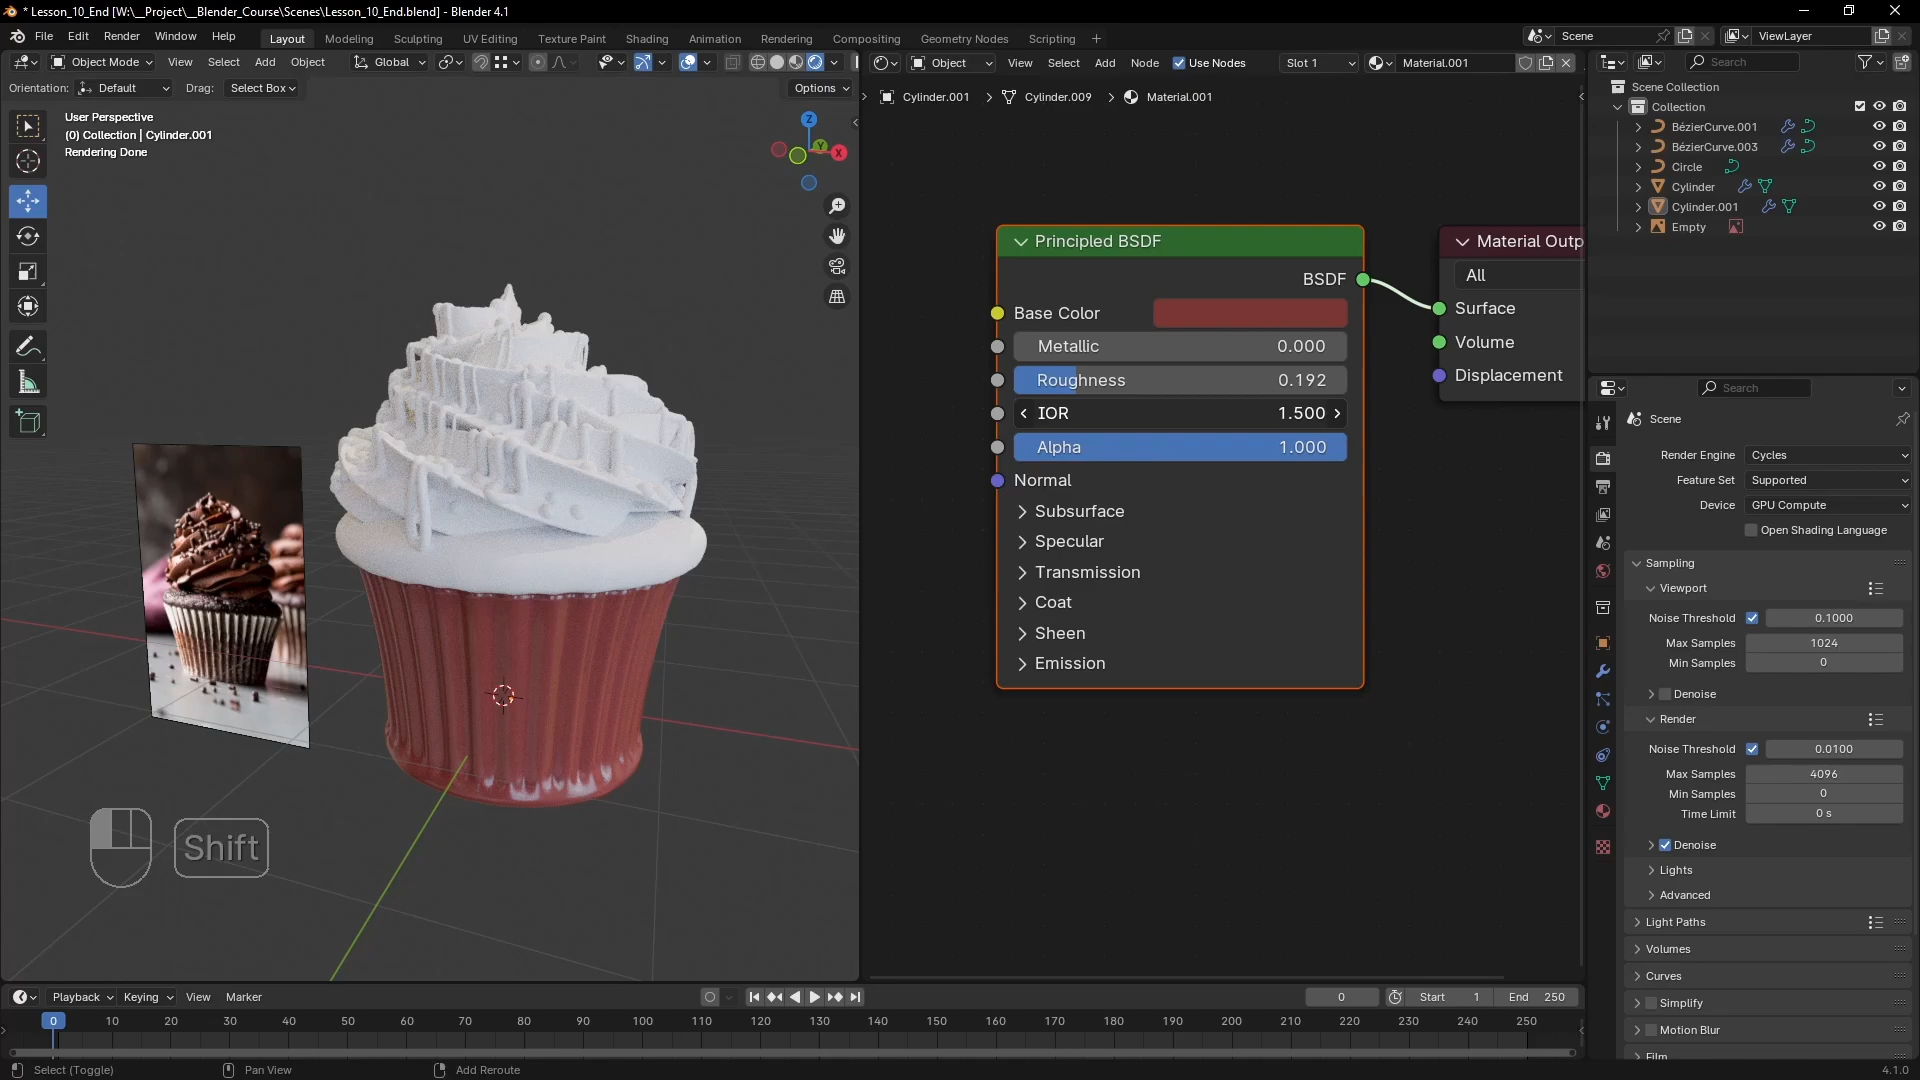 * Lesson_10_End [W:\__Project\__Blender_Course\Scenes\Lesson_10_End.blend] - Blender 4.1
File Edit Render Window Help Layout Modeling Sculpting UV Editing Texture Paint Shading Animation Rendering Compositing Geometry Nodes Scripting + Scene ViewLayer
Object Mode View Select Add Object Global
Object View Select Add Node Use Nodes Slot 1 Material.001
Search
Orientation: Default Drag: Select Box Options
Cylinder.001 > Cylinder.009 > Material.001
Scene Collection
Collection
BézierCurve.001
BézierCurve.003
Circle
Cylinder
Cylinder.001
Empty
User Perspective
(0) Collection | Cylinder.001
Rendering Done
Z
Y
X
Principled BSDF
BSDF
Base Color
Metallic 0.000
Roughness 0.192
IOR 1.500
Alpha 1.000
Normal
Subsurface
Specular
Transmission
Coat
Sheen
Emission
Material Outp
All
Surface
Volume
Displacement
Shift
Search
Scene
Render Engine Cycles
Feature Set Supported
Device GPU Compute
Open Shading Language
Sampling
Viewport
Noise Threshold 0.1000
Max Samples 1024
Min Samples 0
Denoise
Render
Noise Threshold 0.0100
Max Samples 4096
Min Samples 0
Time Limit 0 s
Denoise
Lights
Advanced
Light Paths
Volumes
Curves
Simplify
Motion Blur
Film
Playback Keying View Marker 0 Start 1 End 250
0 10 20 30 40 50 60 70 80 90 100 110 120 130 140 150 160 170 180 190 200 210 220 230 240 250
Select (Toggle) Pan View Add Reroute 4.1.0